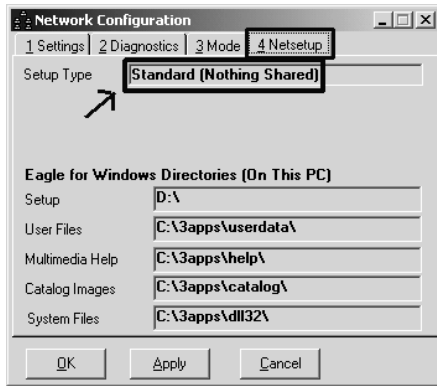 Network Configuration
1 Settings 2 Diagnostics 3 Mode 4 Netsetup
Setup Type Standard (Nothing Shared)
Eagle for Windows Directories (On This PC)
Setup D:\
User Files C:\3apps\userdata\
Multimedia Help C:\3apps\help\
Catalog Images C:\3apps\catalog\
System Files C:\3apps\dll32\
OK Apply Cancel